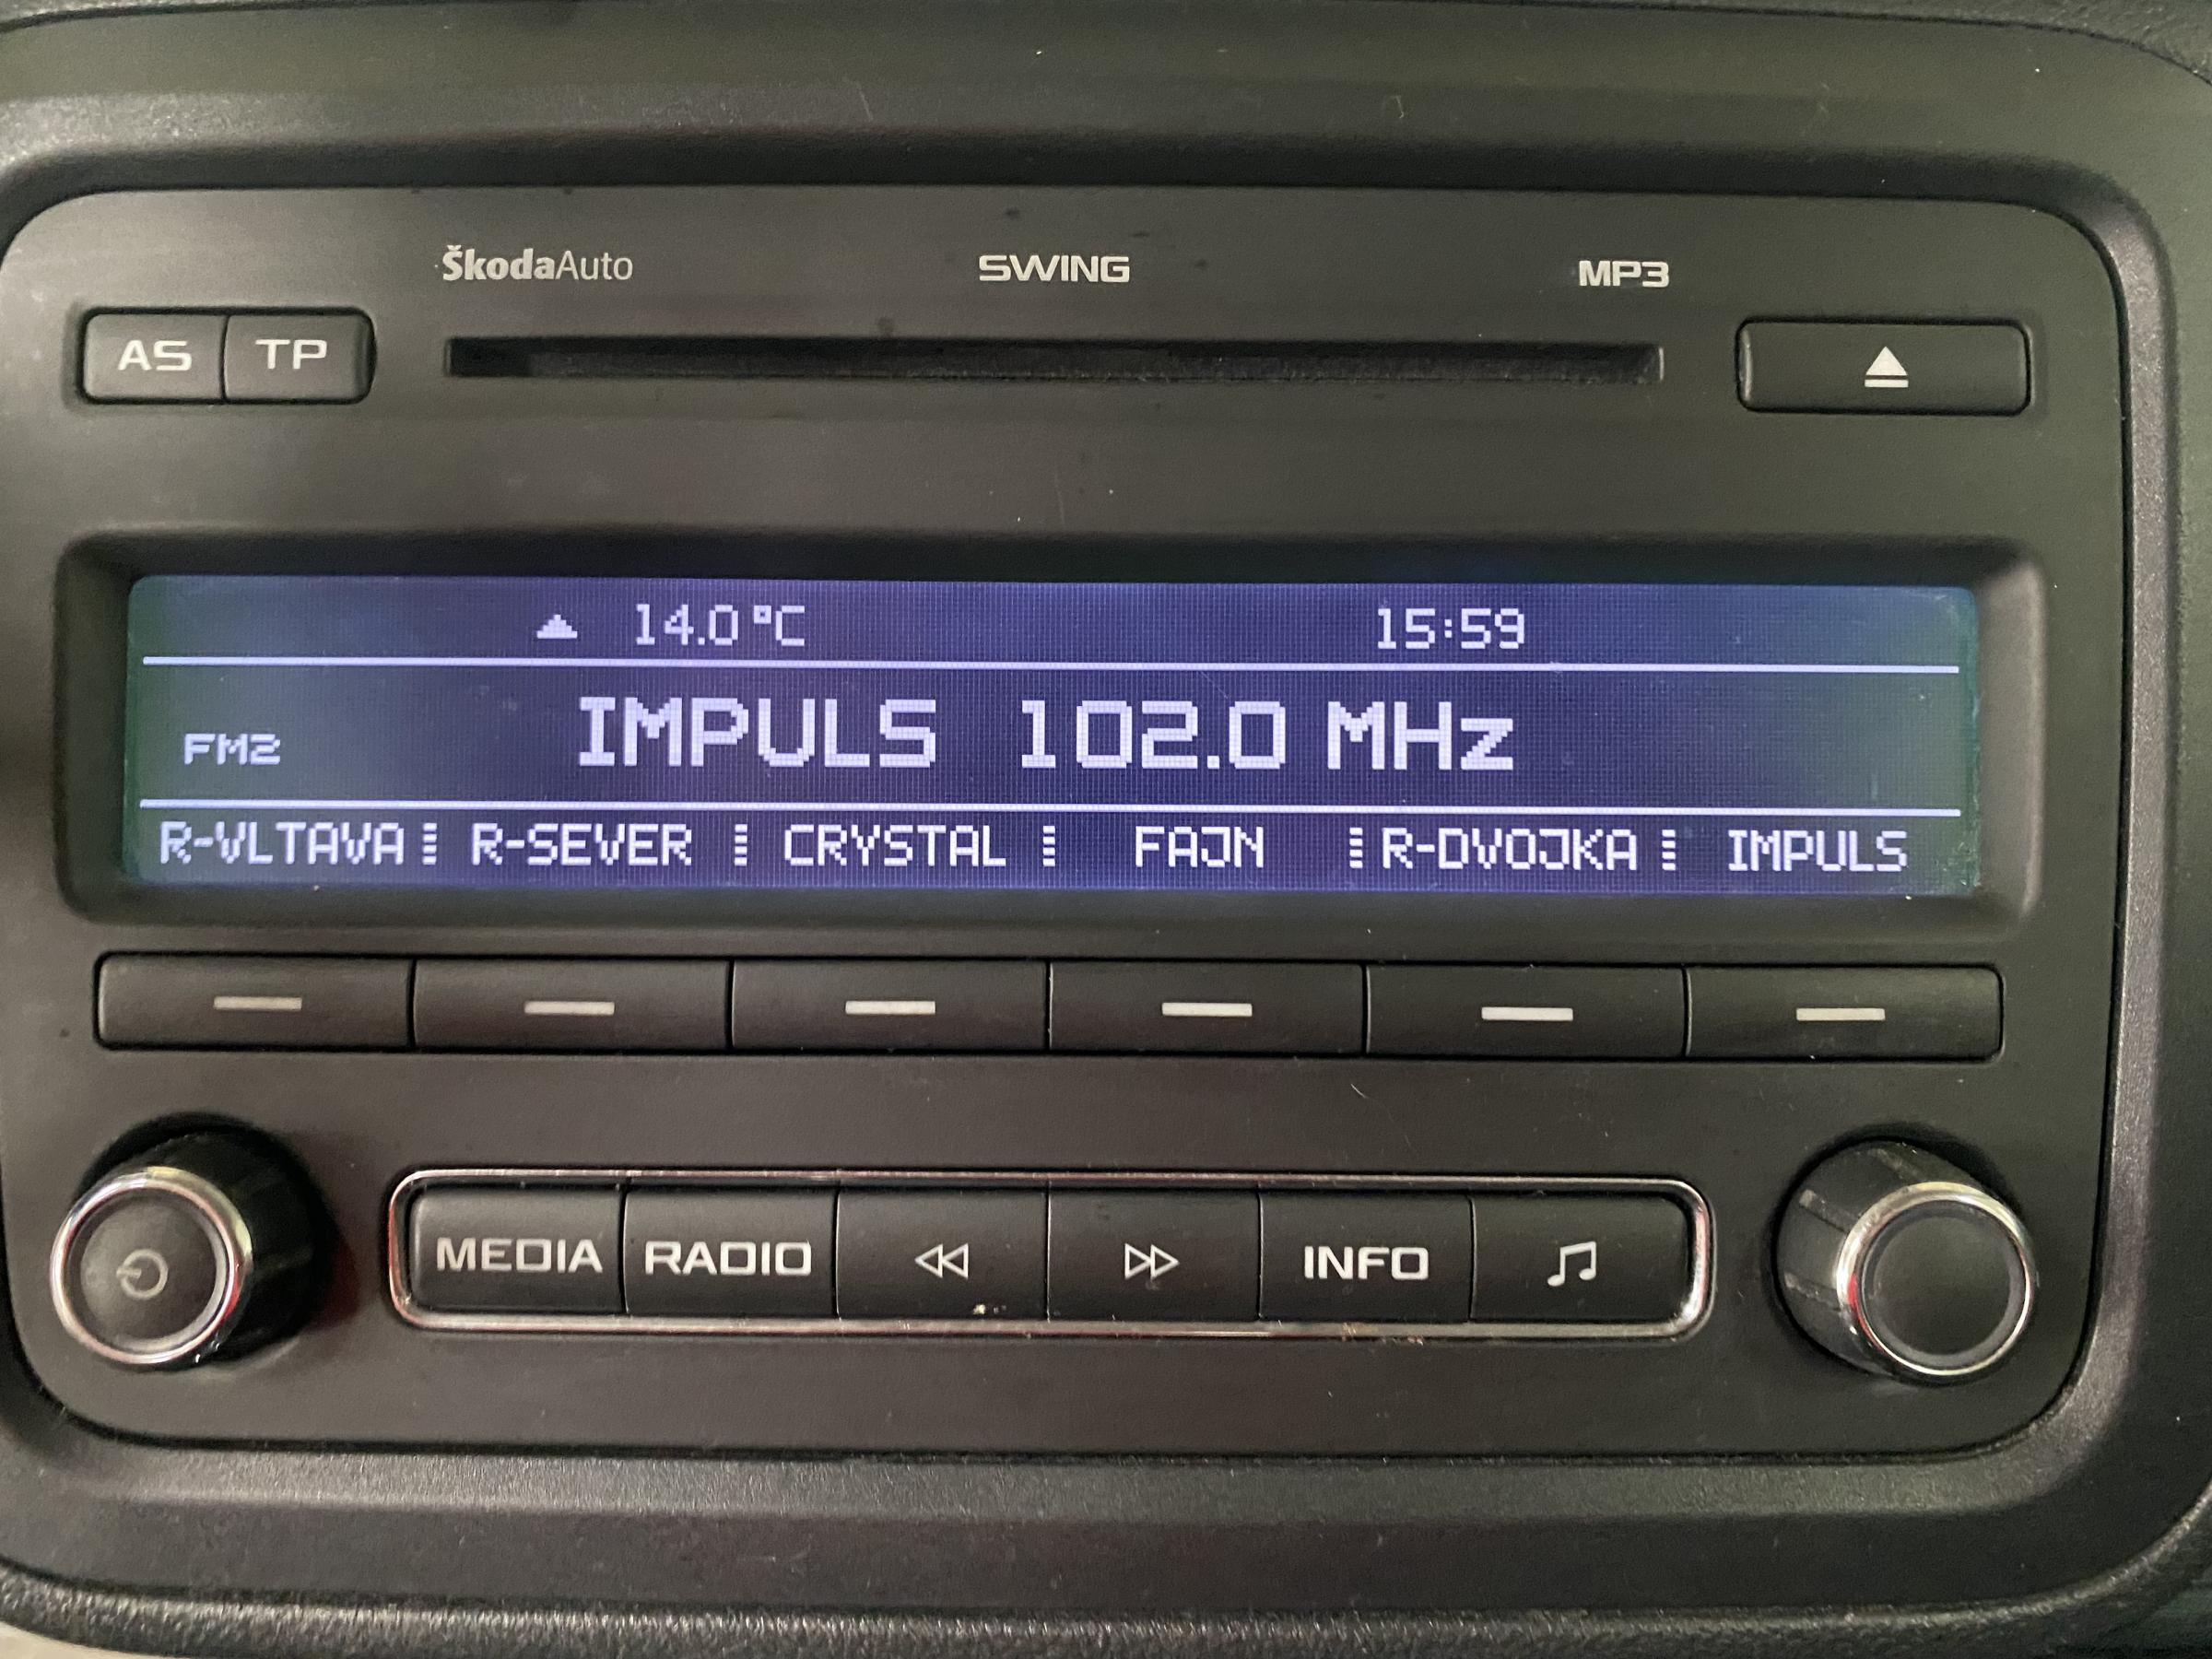 ŠkodaAuto SWING MP3
AS TP
14.0°C 15:59
FM2 IMPULS 102.0 MHz
R-VLTAVA R-SEVER CRYSTAL FAJN R-DVOJKA IMPULS
MEDIA RADIO INFO